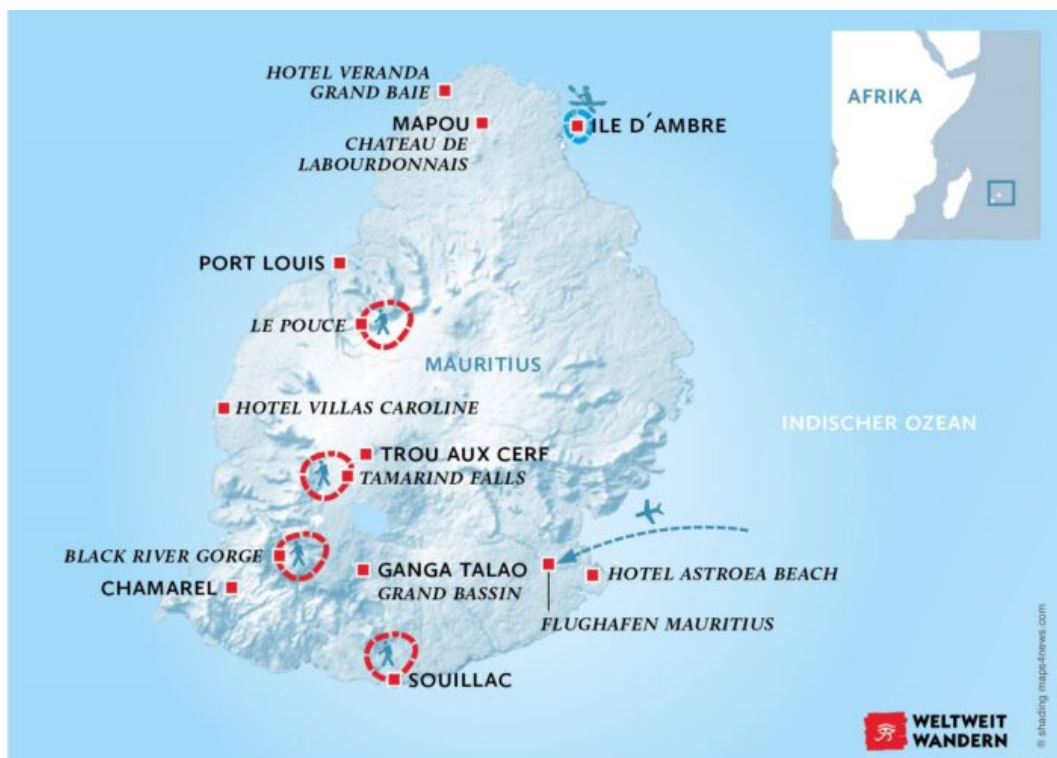 HOTEL VERANDA
GRAND BAIE
MAPOU
CHATEAU DE
LABOURDONNAIS
ILE D´AMBRE
AFRIKA
PORT LOUIS
LE POUCE
MAURITIUS
HOTEL VILLAS CAROLINE
INDISCHER OZEAN
TROU AUX CERF
TAMARIND FALLS
BLACK RIVER GORGE
CHAMAREL
GANGA TALAO
GRAND BASSIN
HOTEL ASTROEA BEACH
FLUGHAFEN MAURITIUS
SOUILLAC
WELTWEIT
WANDERN
® shading maps4news.com